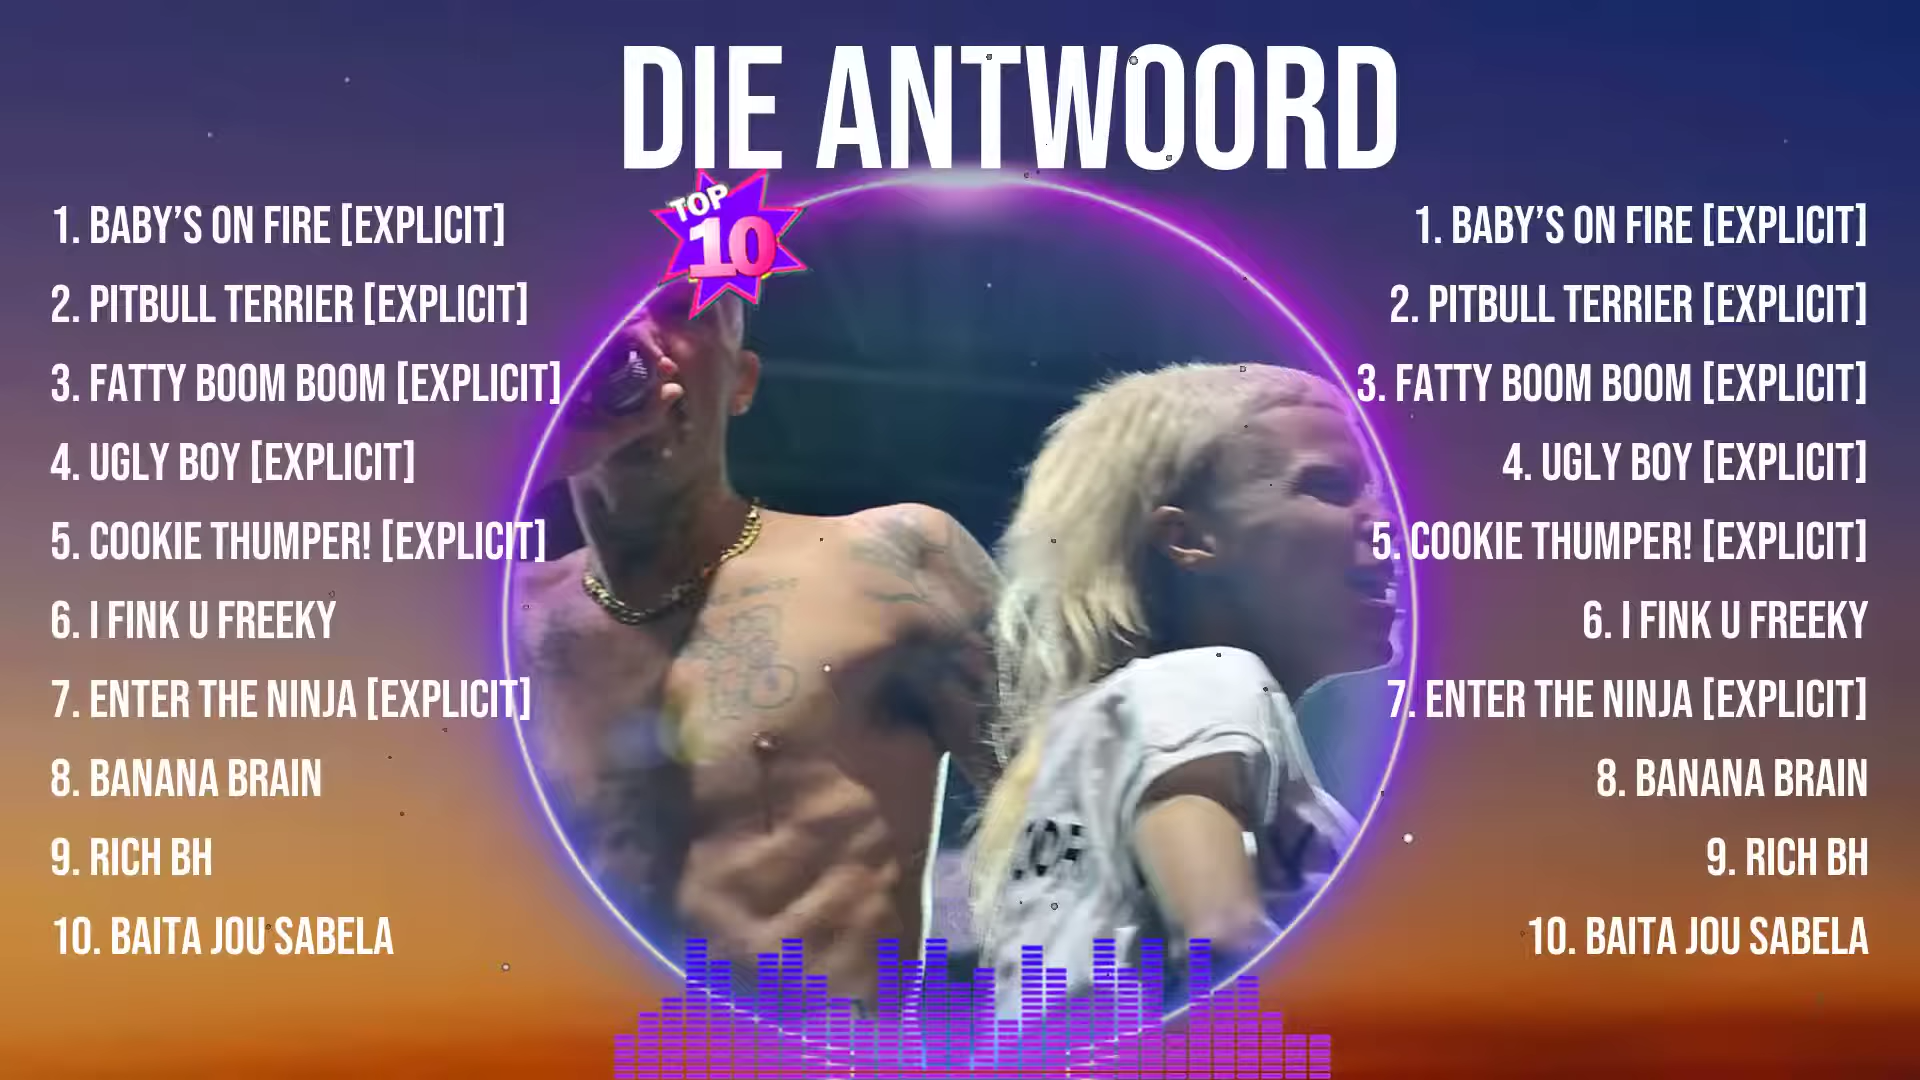 DIE ANTWOORD
TOP
10
1. BABY'S ON FIRE [EXPLICIT]
2. PITBULL TERRIER [EXPLICIT]
3. FATTY BOOM BOOM [EXPLICIT]
4. UGLY BOY [EXPLICIT]
5. COOKIE THUMPER! [EXPLICIT]
6. I FINK U FREEKY
7. ENTER THE NINJA [EXPLICIT]
8. BANANA BRAIN
9. RICH BH
10. BAITA JOU SABELA
1. BABY'S ON FIRE [EXPLICIT]
2. PITBULL TERRIER [EXPLICIT]
3. FATTY BOOM BOOM [EXPLICIT]
4. UGLY BOY [EXPLICIT]
5. COOKIE THUMPER! [EXPLICIT]
6. I FINK U FREEKY
7. ENTER THE NINJA [EXPLICIT]
8. BANANA BRAIN
9. RICH BH
10. BAITA JOU SABELA